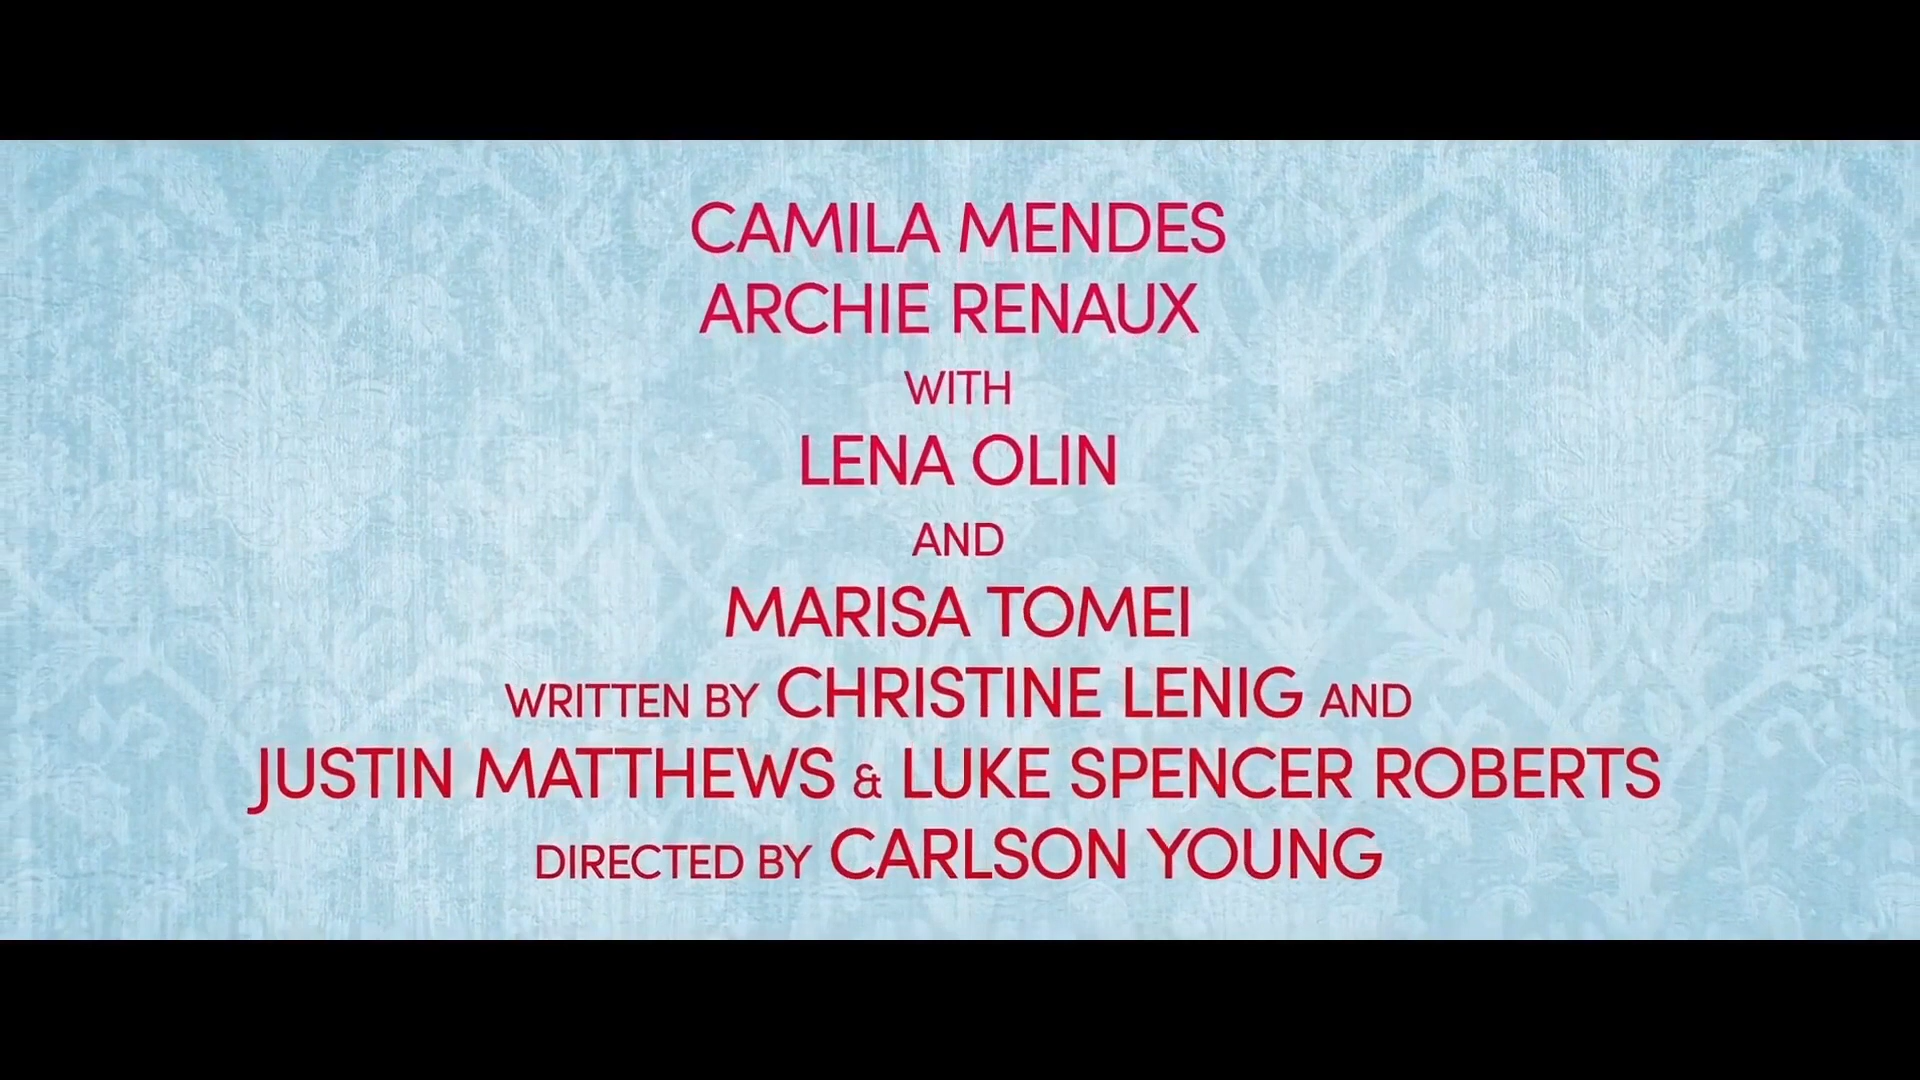 CAMILA MENDES
ARCHIE RENAUX
WITH
LENA OLIN
AND
MARISA TOMEI
WRITTEN BY CHRISTINE LENIG AND
JUSTIN MATTHEWS & LUKE SPENCER ROBERTS
DIRECTED BY CARLSON YOUNG